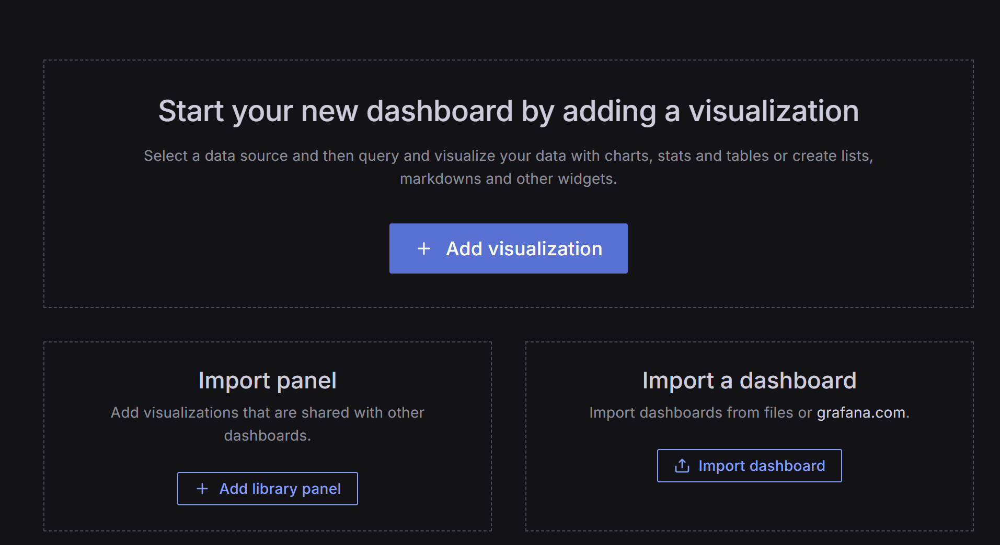 Start your new dashboard by adding a visualization
Select a data source and then query and visualize your data with charts, stats and tables or create lists,
markdowns and other widgets.
Add visualization
Import panel
Add visualizations that are shared with other
dashboards.
Add library panel
Import a dashboard
Import dashboards from files or grafana.com.
Import dashboard